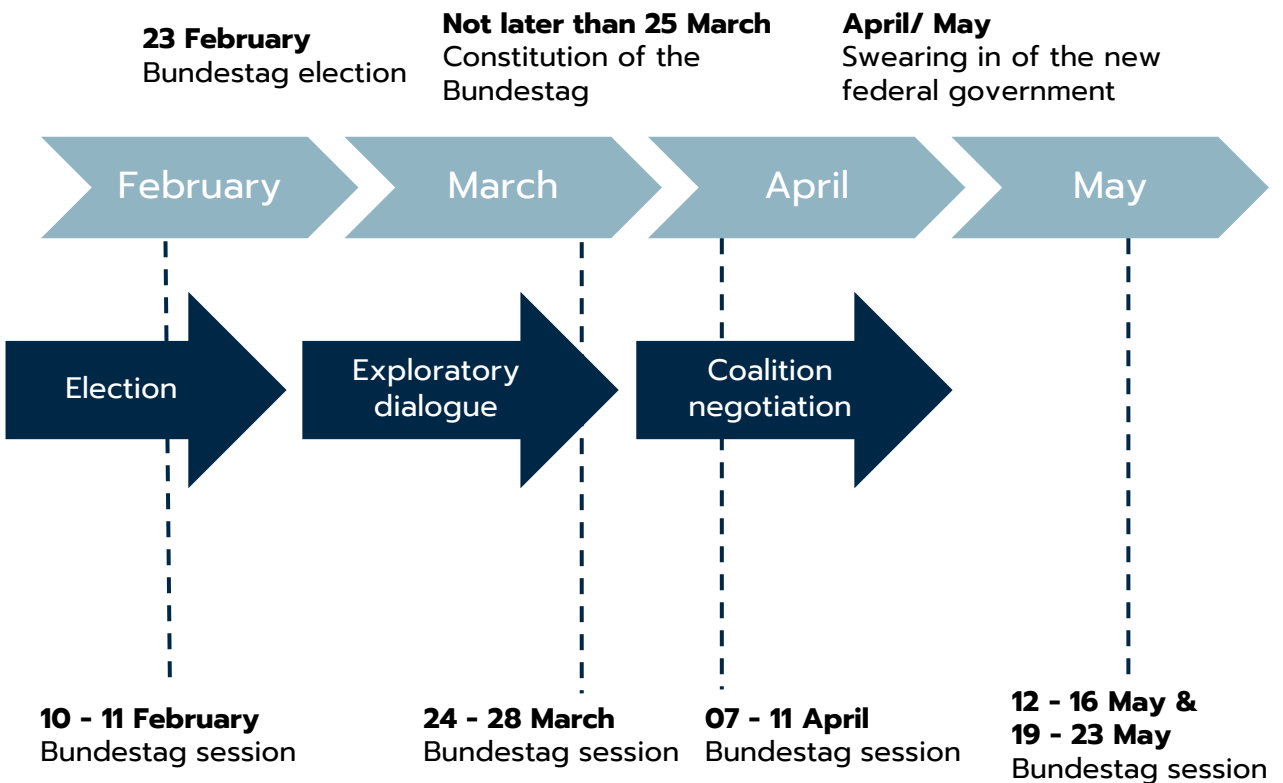 23 February
Bundestag election
Not later than 25 March
Constitution of the
Bundestag
April/ May
Swearing in of the new
federal government
February
March
April
May
Election
Exploratory
dialogue
Coalition
negotiation
10 - 11 February
Bundestag session
24 - 28 March
Bundestag session
07 - 11 April
Bundestag session
12 - 16 May &
19 - 23 May
Bundestag session